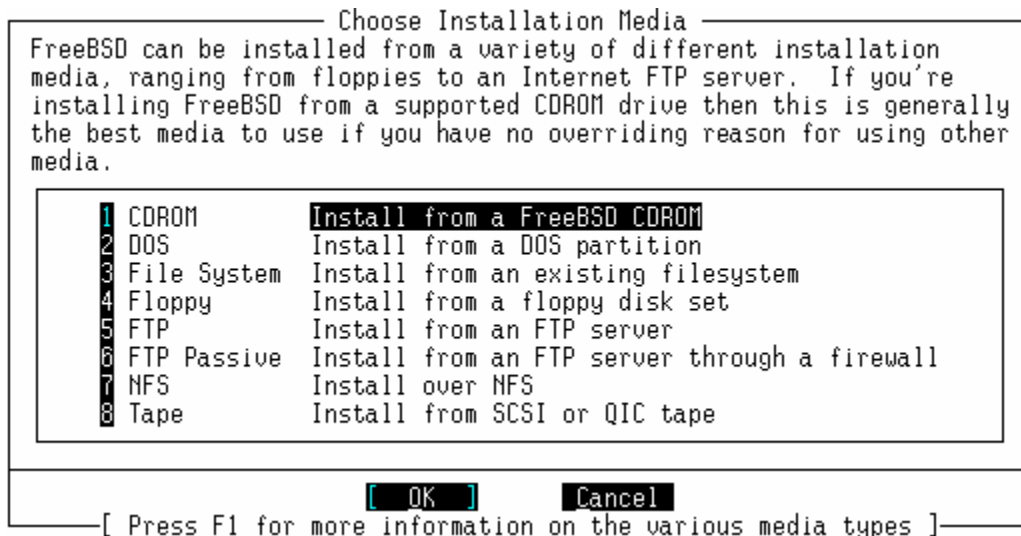 Choose Installation Media
FreeBSD can be installed from a variety of different installation
media, ranging from floppies to an Internet FTP server.  If you're
installing FreeBSD from a supported CDROM drive then this is generally
the best media to use if you have no overriding reason for using other
media.
1 CDROM       Install from a FreeBSD CDROM
2 DOS         Install from a DOS partition
3 File System Install from an existing filesystem
4 Floppy      Install from a floppy disk set
5 FTP         Install from an FTP server
6 FTP Passive Install from an FTP server through a firewall
7 NFS         Install over NFS
8 Tape        Install from SCSI or QIC tape
[  OK  ]     Cancel
[ Press F1 for more information on the various media types ]